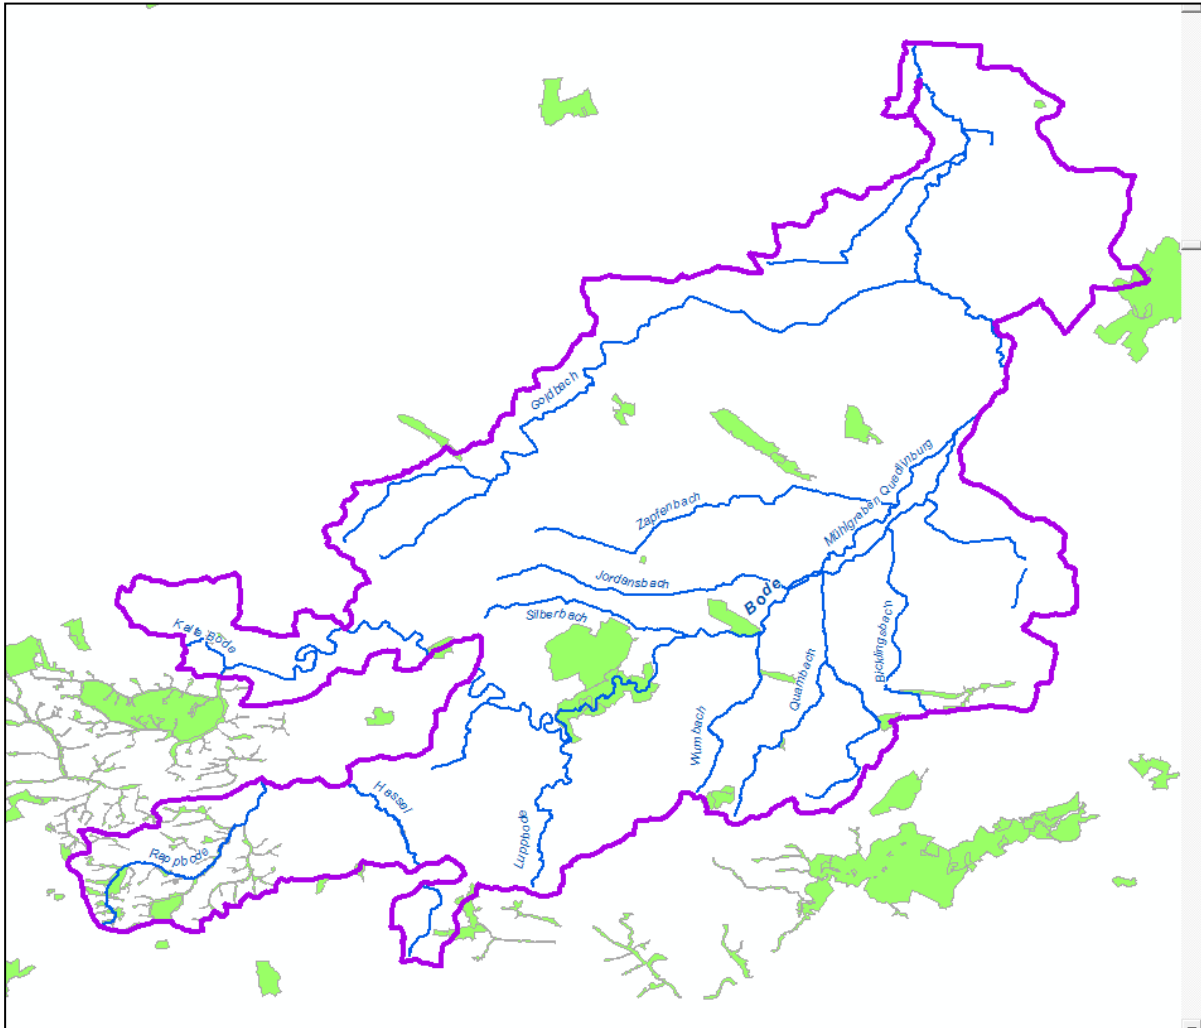 Goldbach
Mühlgraben Quedlinburg
Zapfenbach
Jordansbach
Bode
Silberbach
Bicklingsbach
Kalte Bode
Quarmbach
Wurmbach
Hassel
Luppbode
Rappbode